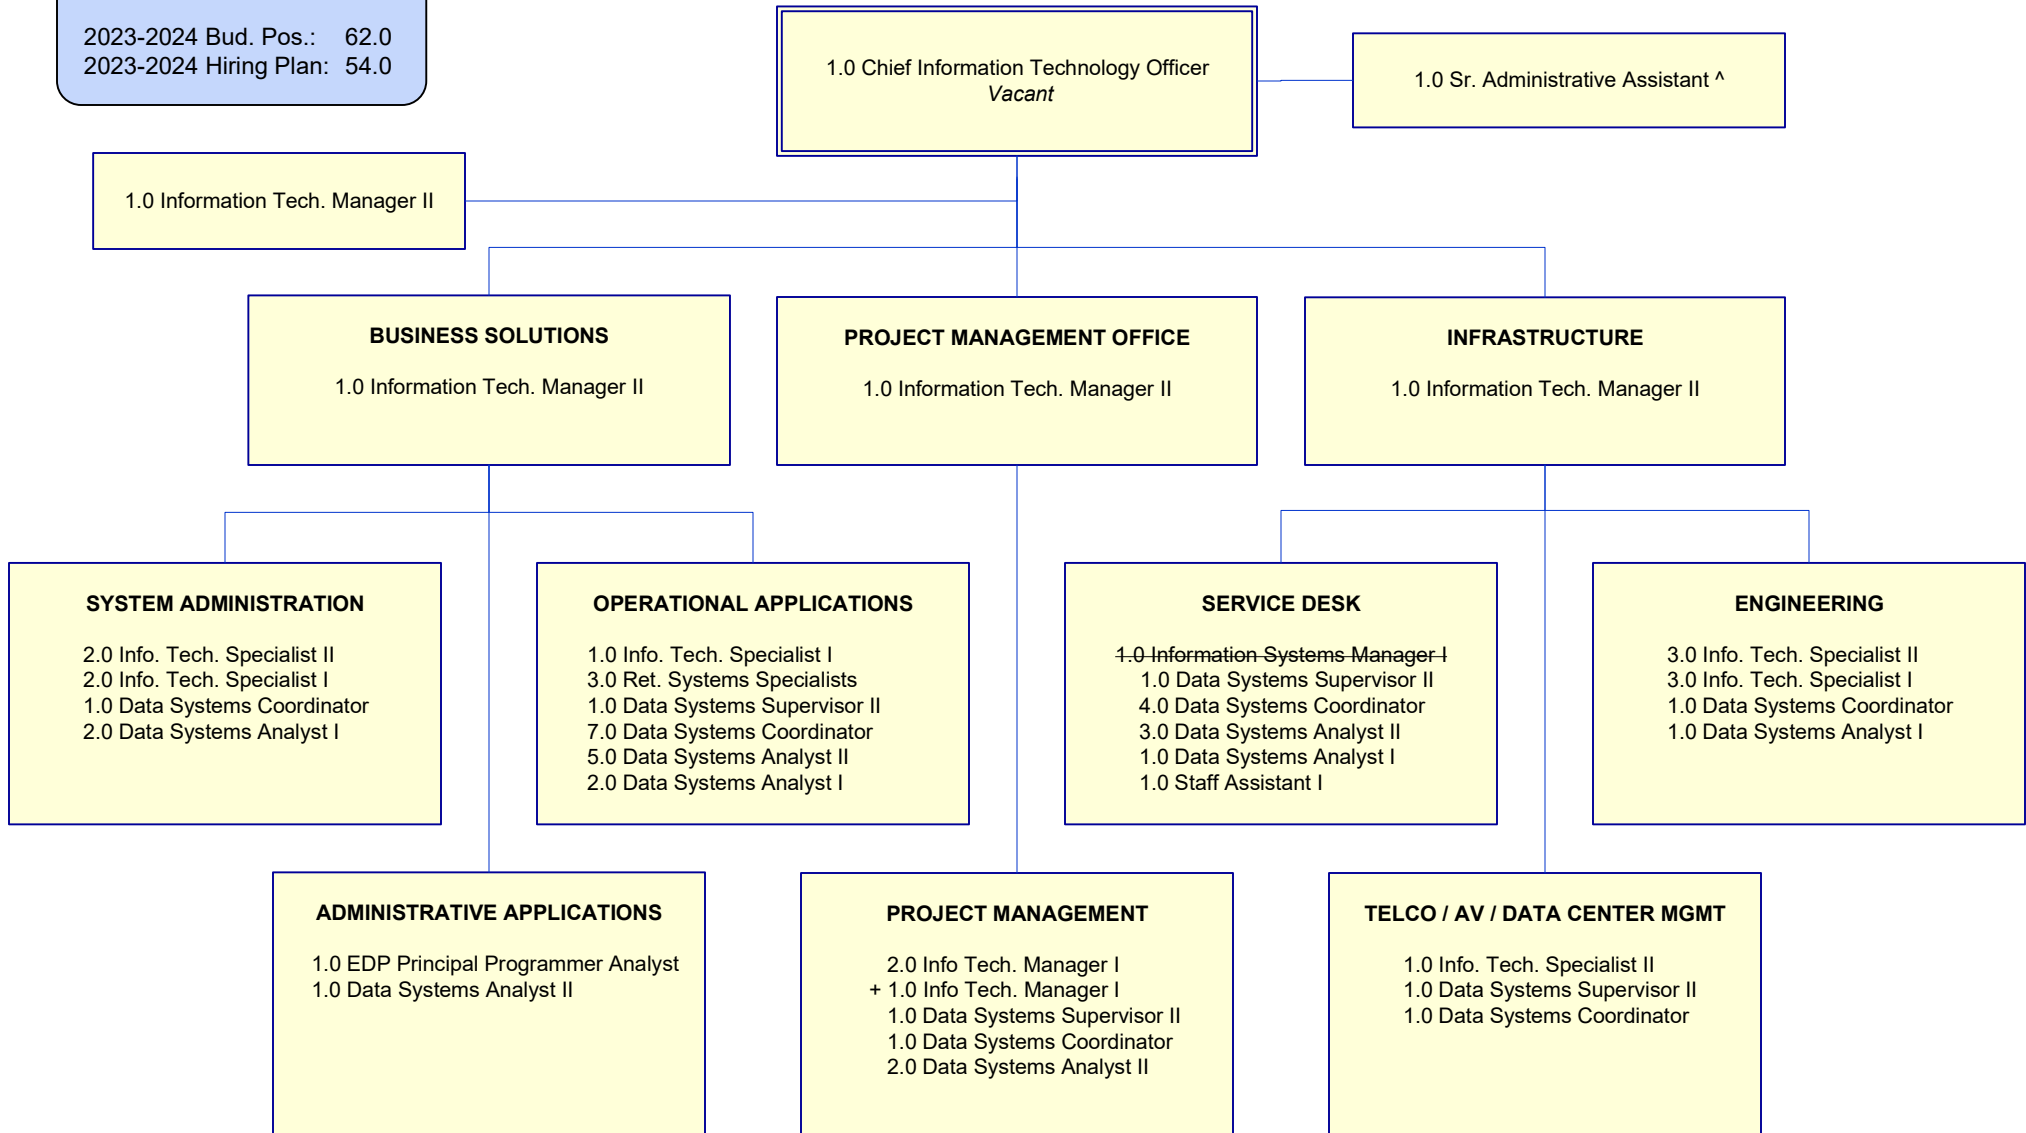 2023-2024 Bud. Pos.: 62.0
2023-2024 Hiring Plan: 54.0
1.0 Chief Information Technology Officer
Vacant
1.0 Sr. Administrative Assistant ^
1.0 Information Tech. Manager II
BUSINESS SOLUTIONS
1.0 Information Tech. Manager II
PROJECT MANAGEMENT OFFICE
1.0 Information Tech. Manager II
INFRASTRUCTURE
1.0 Information Tech. Manager II
SYSTEM ADMINISTRATION
2.0 Info. Tech. Specialist II
2.0 Info. Tech. Specialist I
1.0 Data Systems Coordinator
2.0 Data Systems Analyst I
OPERATIONAL APPLICATIONS
1.0 Info. Tech. Specialist I
3.0 Ret. Systems Specialists
1.0 Data Systems Supervisor II
7.0 Data Systems Coordinator
5.0 Data Systems Analyst II
2.0 Data Systems Analyst I
SERVICE DESK
1.0 Information Systems Manager I
1.0 Data Systems Supervisor II
4.0 Data Systems Coordinator
3.0 Data Systems Analyst II
1.0 Data Systems Analyst I
1.0 Staff Assistant I
ENGINEERING
3.0 Info. Tech. Specialist II
3.0 Info. Tech. Specialist I
1.0 Data Systems Coordinator
1.0 Data Systems Analyst I
ADMINISTRATIVE APPLICATIONS
1.0 EDP Principal Programmer Analyst
1.0 Data Systems Analyst II
PROJECT MANAGEMENT
2.0 Info Tech. Manager I
+ 1.0 Info Tech. Manager I
1.0 Data Systems Supervisor II
1.0 Data Systems Coordinator
2.0 Data Systems Analyst II
TELCO / AV / DATA CENTER MGMT
1.0 Info. Tech. Specialist II
1.0 Data Systems Supervisor II
1.0 Data Systems Coordinator